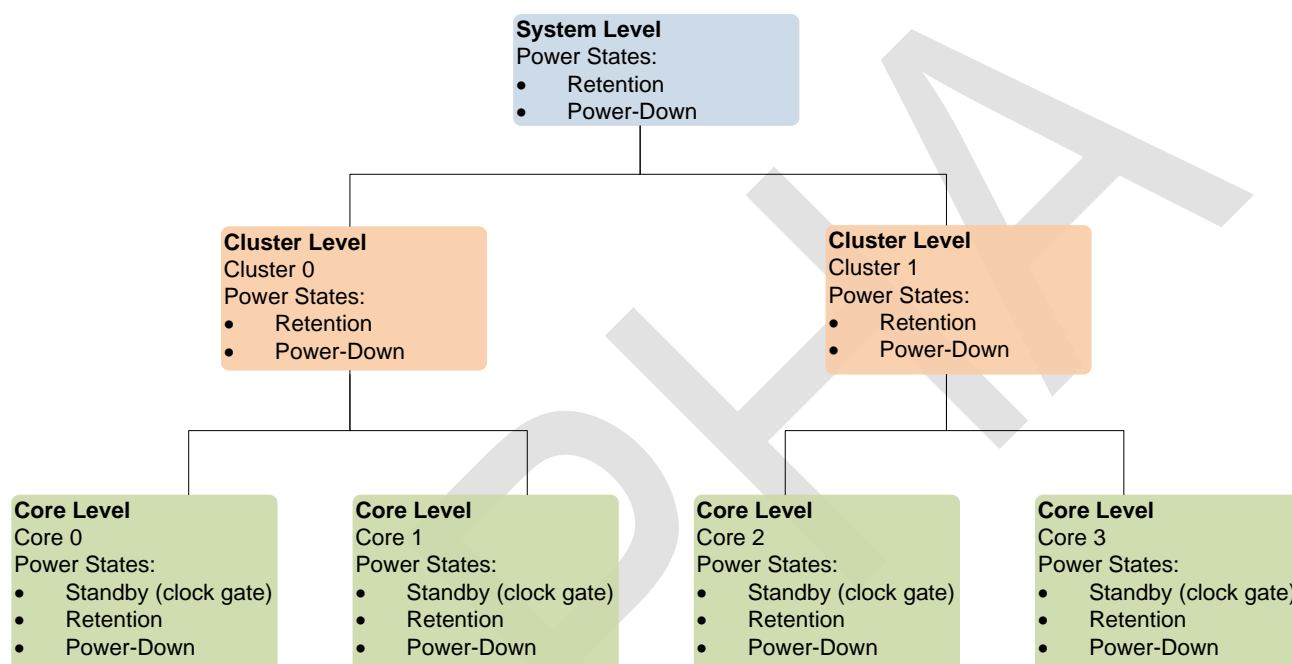 System Level
Power States:
• Retention
• Power-Down
Cluster Level
Cluster 0
Power States:
• Retention
• Power-Down
Cluster Level
Cluster 1
Power States:
• Retention
• Power-Down
Core Level
Core 0
Power States:
• Standby (clock gate)
• Retention
• Power-Down
Core Level
Core 1
Power States:
• Standby (clock gate)
• Retention
• Power-Down
Core Level
Core 2
Power States:
• Standby (clock gate)
• Retention
• Power-Down
Core Level
Core 3
Power States:
• Standby (clock gate)
• Retention
• Power-Down